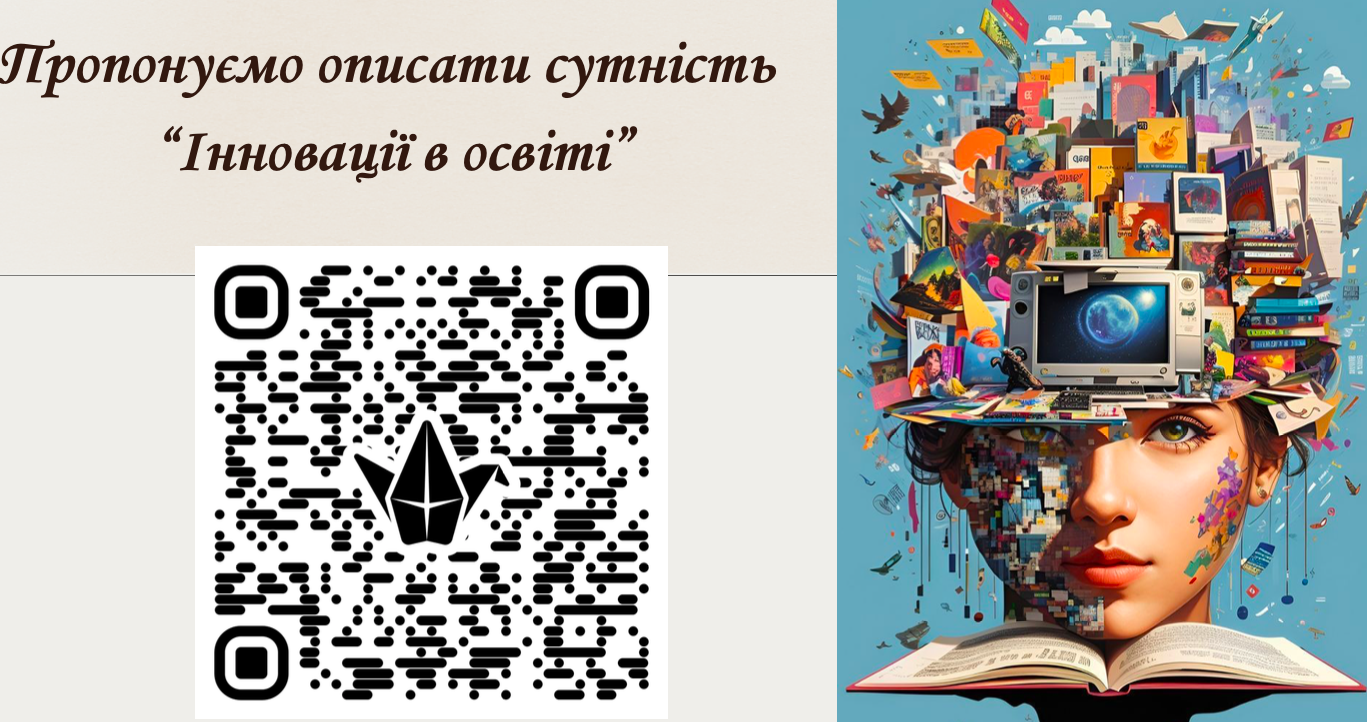 Пропонуємо описати сутність
“Інновації в освіті”